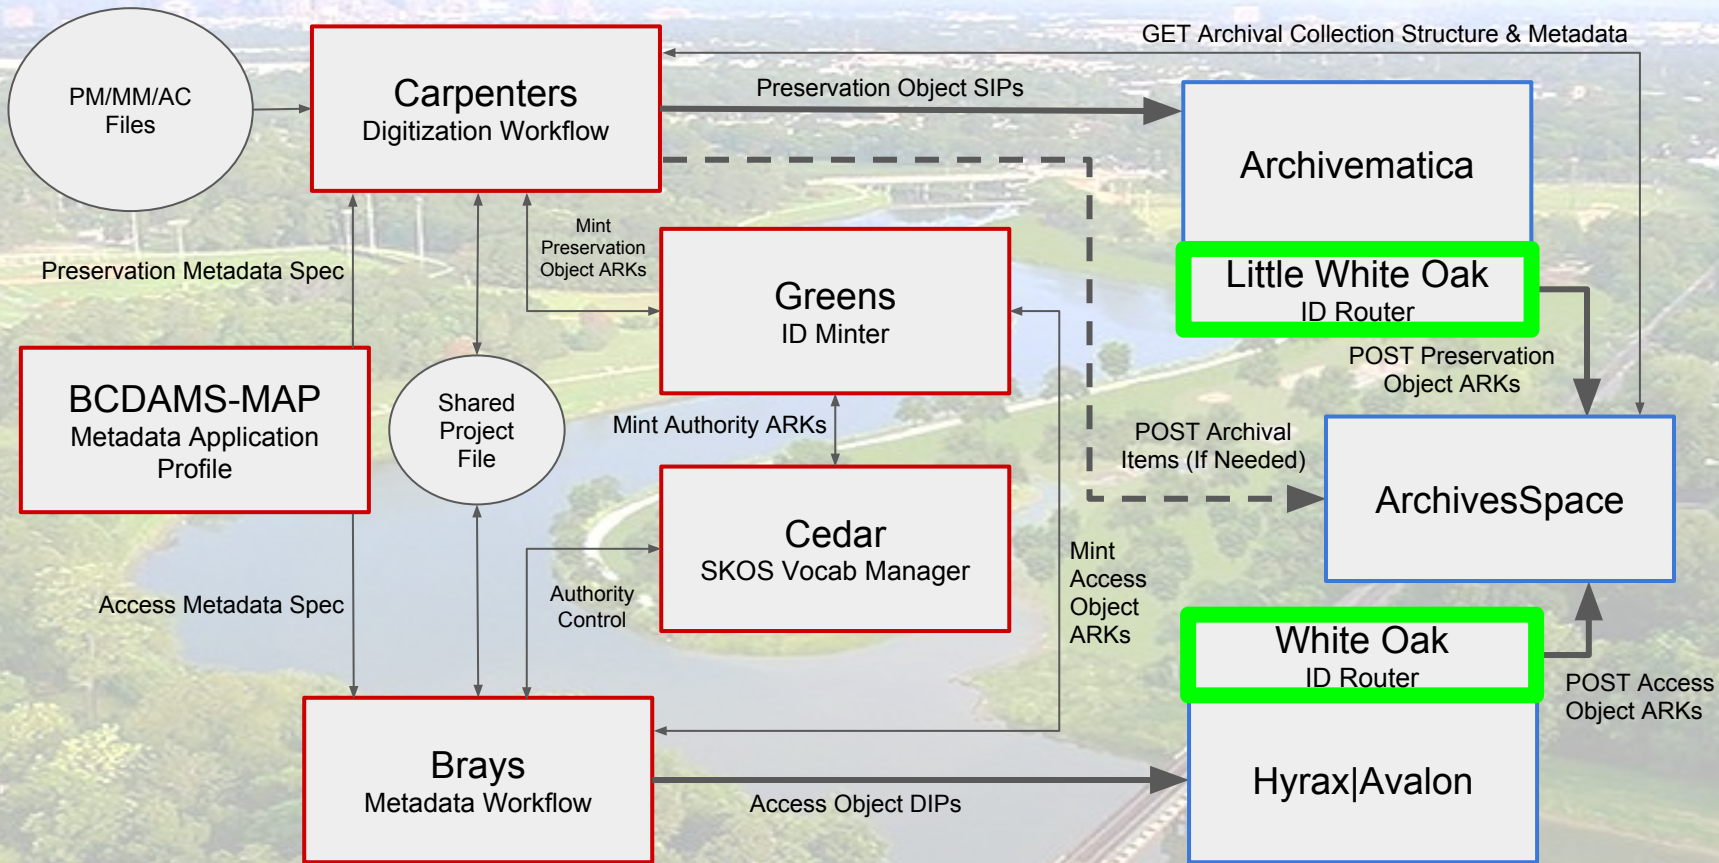 GET Archival Collection Structure & Metadata
PM/MM/AC
Files
Carpenters
Digitization Workflow
Preservation Object SIPs
Archivematica
Mint
Preservation
Object ARKs
Preservation Metadata Spec
Little White Oak
ID Router
Greens
ID Minter
POST Preservation
Object ARKs
BCDAMS-MAP
Metadata Application
Profile
Shared
Project
File
Mint Authority ARKs
POST Archival
Items (If Needed)
ArchivesSpace
Cedar
SKOS Vocab Manager
Mint
Access
Object
ARKs
Access Metadata Spec
Authority
Control
White Oak
ID Router
POST Access
Object ARKs
Brays
Metadata Workflow
Access Object DIPs
Hyrax|Avalon